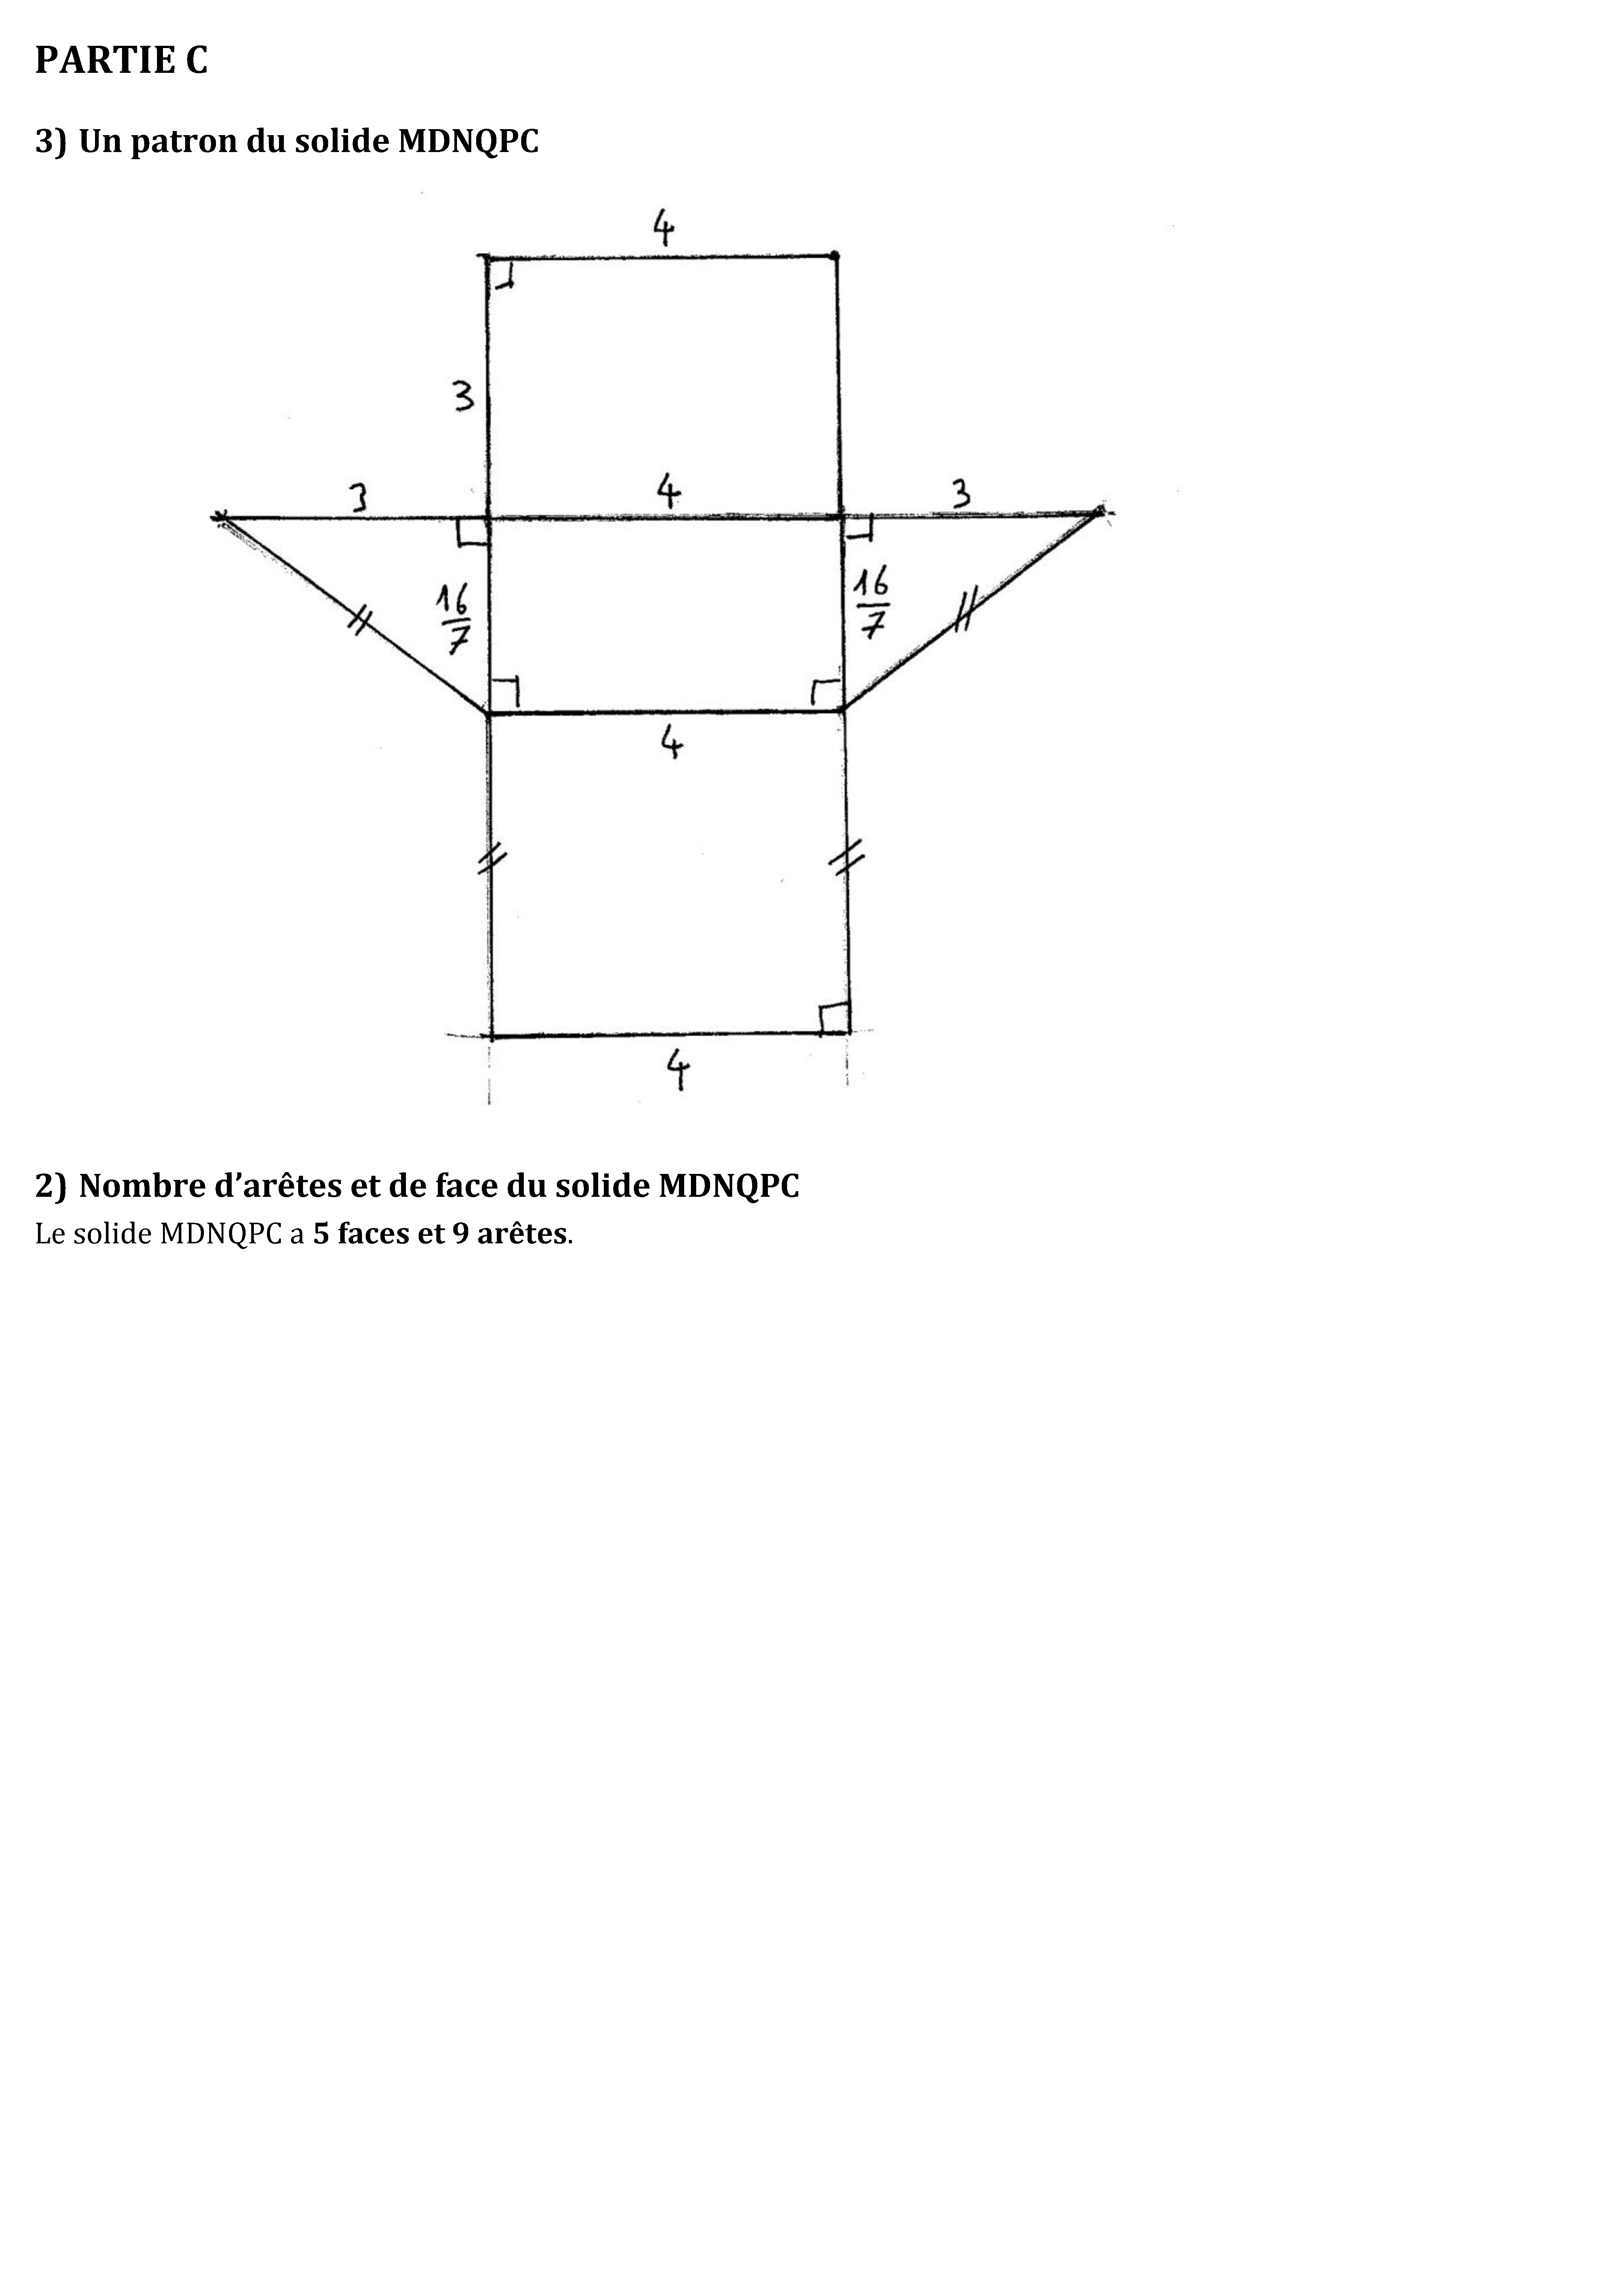 PARTIE C
3) Un patron du solide MDNQPC
4
3
3
4
3
16
7
16
7
4
4
2) Nombre d’arêtes et de face du solide MDNQPC
Le solide MDNQPC a 5 faces et 9 arêtes.